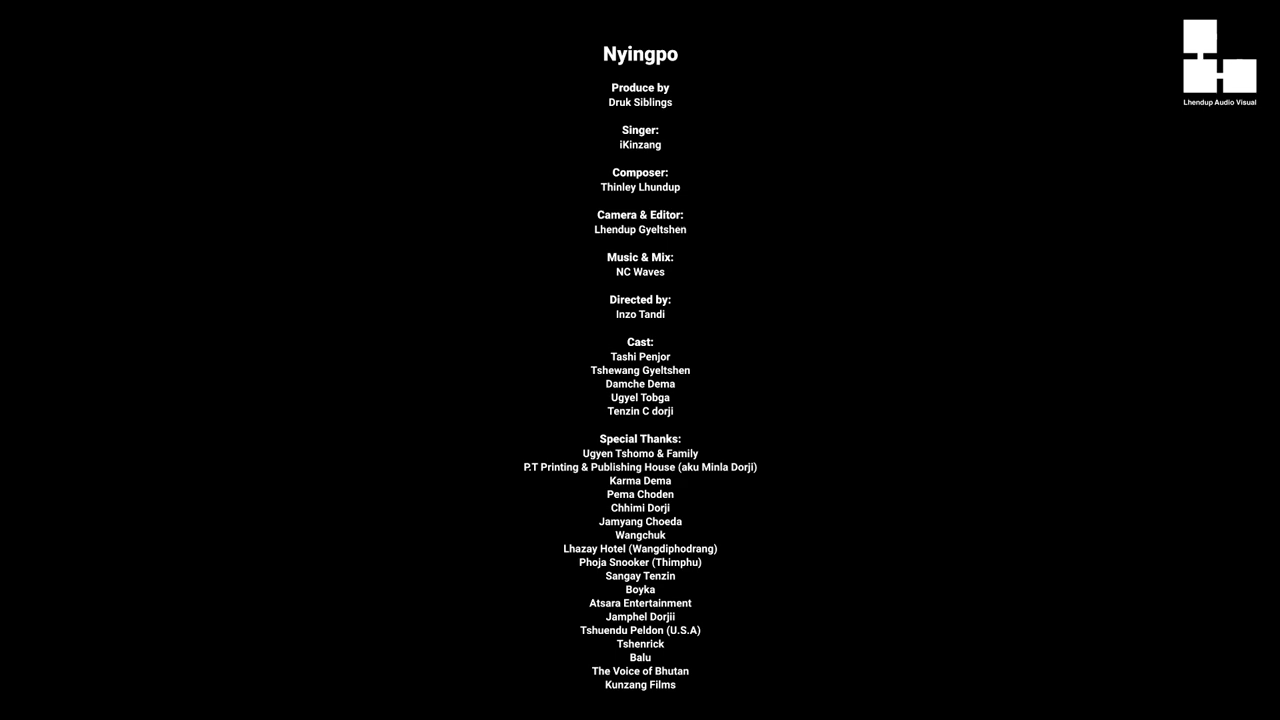 Nyingpo
Produce by
Druk Siblings
Singer:
iKinzang
Composer:
Thinley Lhundup
Camera & Editor:
Lhendup Gyeltshen
Music & Mix:
NC Waves
Directed by:
Inzo Tandi
Cast:
Tashi Penjor
Tshewang Gyeltshen
Damche Dema
Ugyel Tobga
Tenzin C dorji
Special Thanks:
Ugyen Tshomo & Family
P.T Printing & Publishing House (aku Minla Dorji)
Karma Dema
Pema Choden
Chhimi Dorji
Jamyang Choeda
Wangchuk
Lhazay Hotel (Wangdiphodrang)
Phoja Snooker (Thimphu)
Sangay Tenzin
Boyka
Atsara Entertainment
Jamphel Dorjii
Tshuendu Peldon (U.S.A)
Tshenrick
Balu
The Voice of Bhutan
Kunzang Films
Lhendup Audio Visual